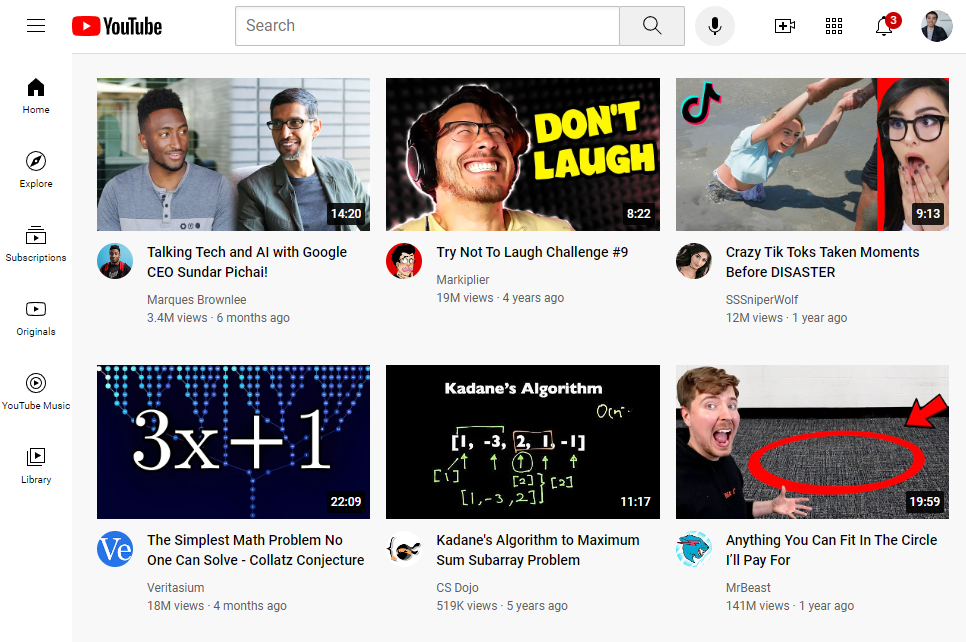 YouTube
Search
3
Home
Explore
Subscriptions
Originals
YouTube Music
Library
14:20
Talking Tech and AI with Google
CEO Sundar Pichai!
Marques Brownlee
3.4M views · 6 months ago
DON'T
LAUGH
8:22
Try Not To Laugh Challenge #9
Markiplier
19M views · 4 years ago
9:13
Crazy Tik Toks Taken Moments
Before DISASTER
SSSniperWolf
12M views · 1 year ago
3x+1
22:09
Ve
The Simplest Math Problem No
One Can Solve - Collatz Conjecture
Veritasium
18M views · 4 months ago
Kadane's Algorithm
[1, -3, 2, 1, -1]
[1]
[2]
[2]
[1, -3, 2]
11:17
Kadane's Algorithm to Maximum
Sum Subarray Problem
CS Dojo
519K views · 5 years ago
19:59
Anything You Can Fit In The Circle
I’ll Pay For
MrBeast
141M views · 1 year ago